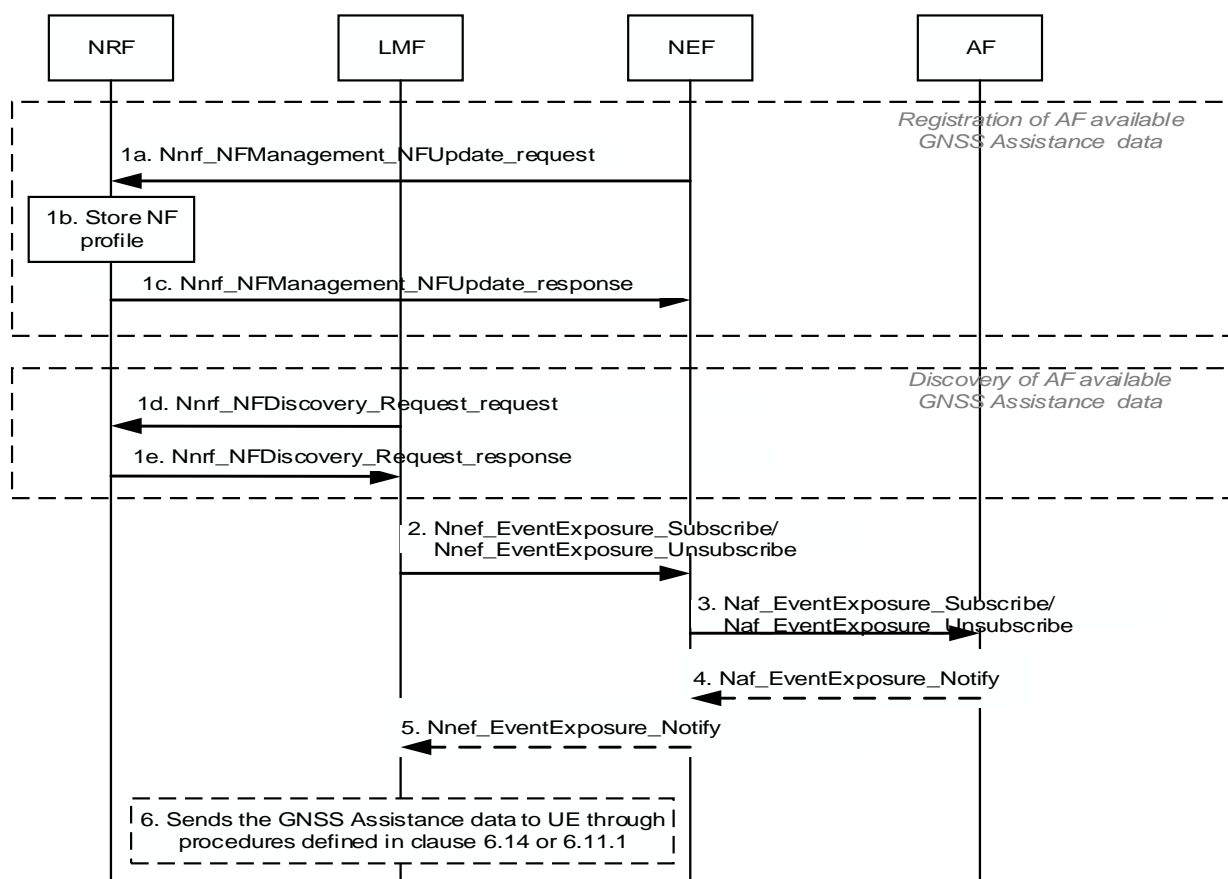 NRF
LMF
NEF
AF
Registration of AF available
GNSS Assistance data
1a. Nnrf_NFManagement_NFUpdate_request
1b. Store NF
profile
1c. Nnrf_NFManagement_NFUpdate_response
Discovery of AF available
GNSS Assistance data
1d. Nnrf_NFDiscovery_Request_request
1e. Nnrf_NFDiscovery_Request_response
2. Nnef_EventExposure_Subscribe/
Nnef_EventExposure_Unsubscribe
3. Naf_EventExposure_Subscribe/
Naf_EventExposure_Unsubscribe
4. Naf_EventExposure_Notify
5. Nnef_EventExposure_Notify
6. Sends the GNSS Assistance data to UE through
procedures defined in clause 6.14 or 6.11.1